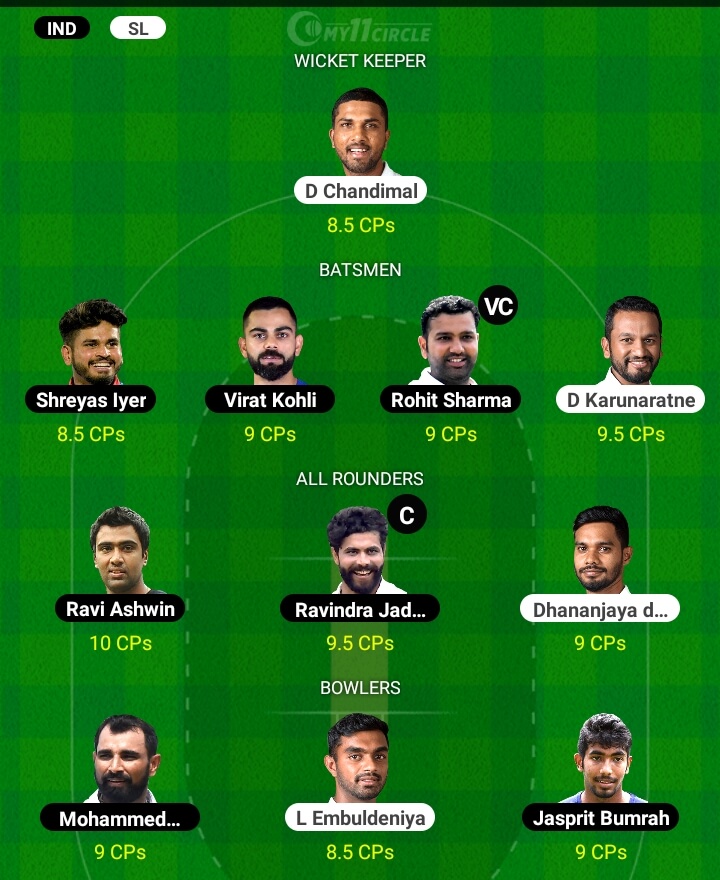 IND SL MY11CIRCLE
WICKET KEEPER
D Chandimal
8.5 CPs
BATSMEN
VC
Shreyas Iyer Virat Kohli Rohit Sharma D Karunaratne
8.5 CPs 9 CPs 9 CPs 9.5 CPs
ALL ROUNDERS
C
Ravi Ashwin Ravindra Jad... Dhananjaya d...
10 CPs 9.5 CPs 9 CPs
BOWLERS
Mohammed... L Embuldeniya Jasprit Bumrah
9 CPs 8.5 CPs 9 CPs